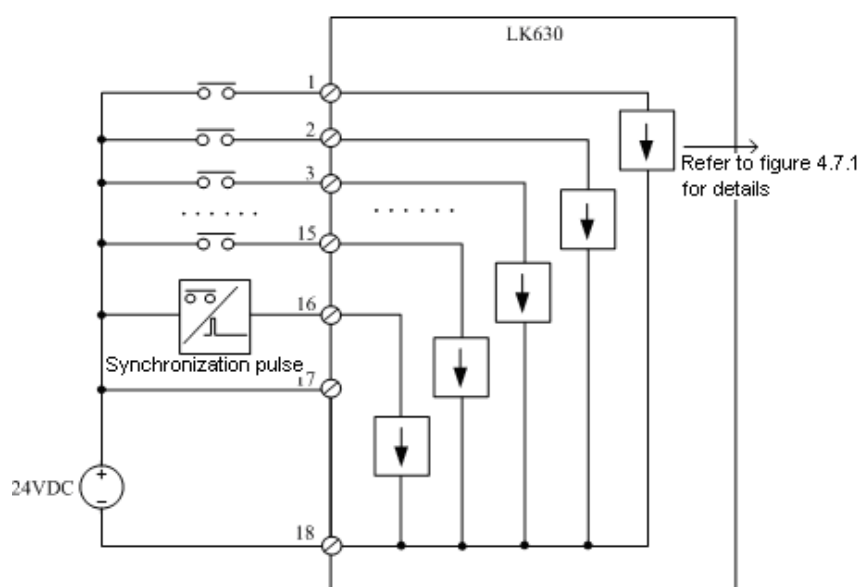 LK630
1
2
3
15
16
Synchronization pulse
17
18
24VDC
+
−
Refer to figure 4.7.1
for details